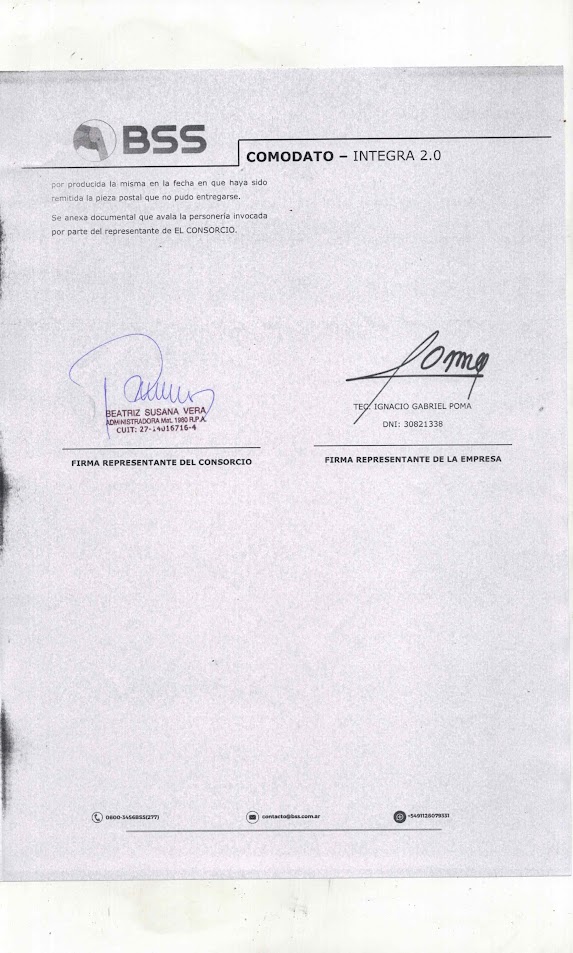 BSS
COMODATO – INTEGRA 2.0
por producida la misma en la fecha en que haya sido
remitida la pieza postal que no pudo entregarse.
Se anexa documental que avala la personería invocada
por parte del representante de EL CONSORCIO.
BEATRIZ SUSANA VERA
ADMINISTRADORA Mat. 1980 R.P.A.
CUIT: 27-14016716-4
FIRMA REPRESENTANTE DEL CONSORCIO
Poma
TEC. IGNACIO GABRIEL POMA
DNI: 30821338
FIRMA REPRESENTANTE DE LA EMPRESA
0800-3456BSS(277)
contacto@bss.com.ar
+5491126079331